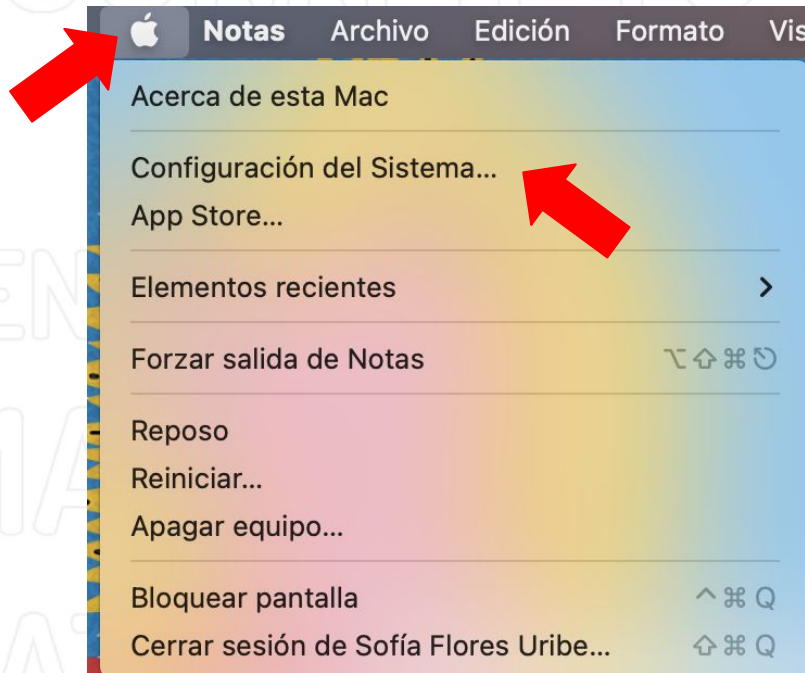 Notas Archivo Edición Formato Vis
Acerca de esta Mac
Configuración del Sistema...
App Store...
Elementos recientes
Forzar salida de Notas ⌥⇧⌘⎋
Reposo
Reiniciar...
Apagar equipo...
Bloquear pantalla ^⌘Q
Cerrar sesión de Sofía Flores Uribe... ⇧⌘Q